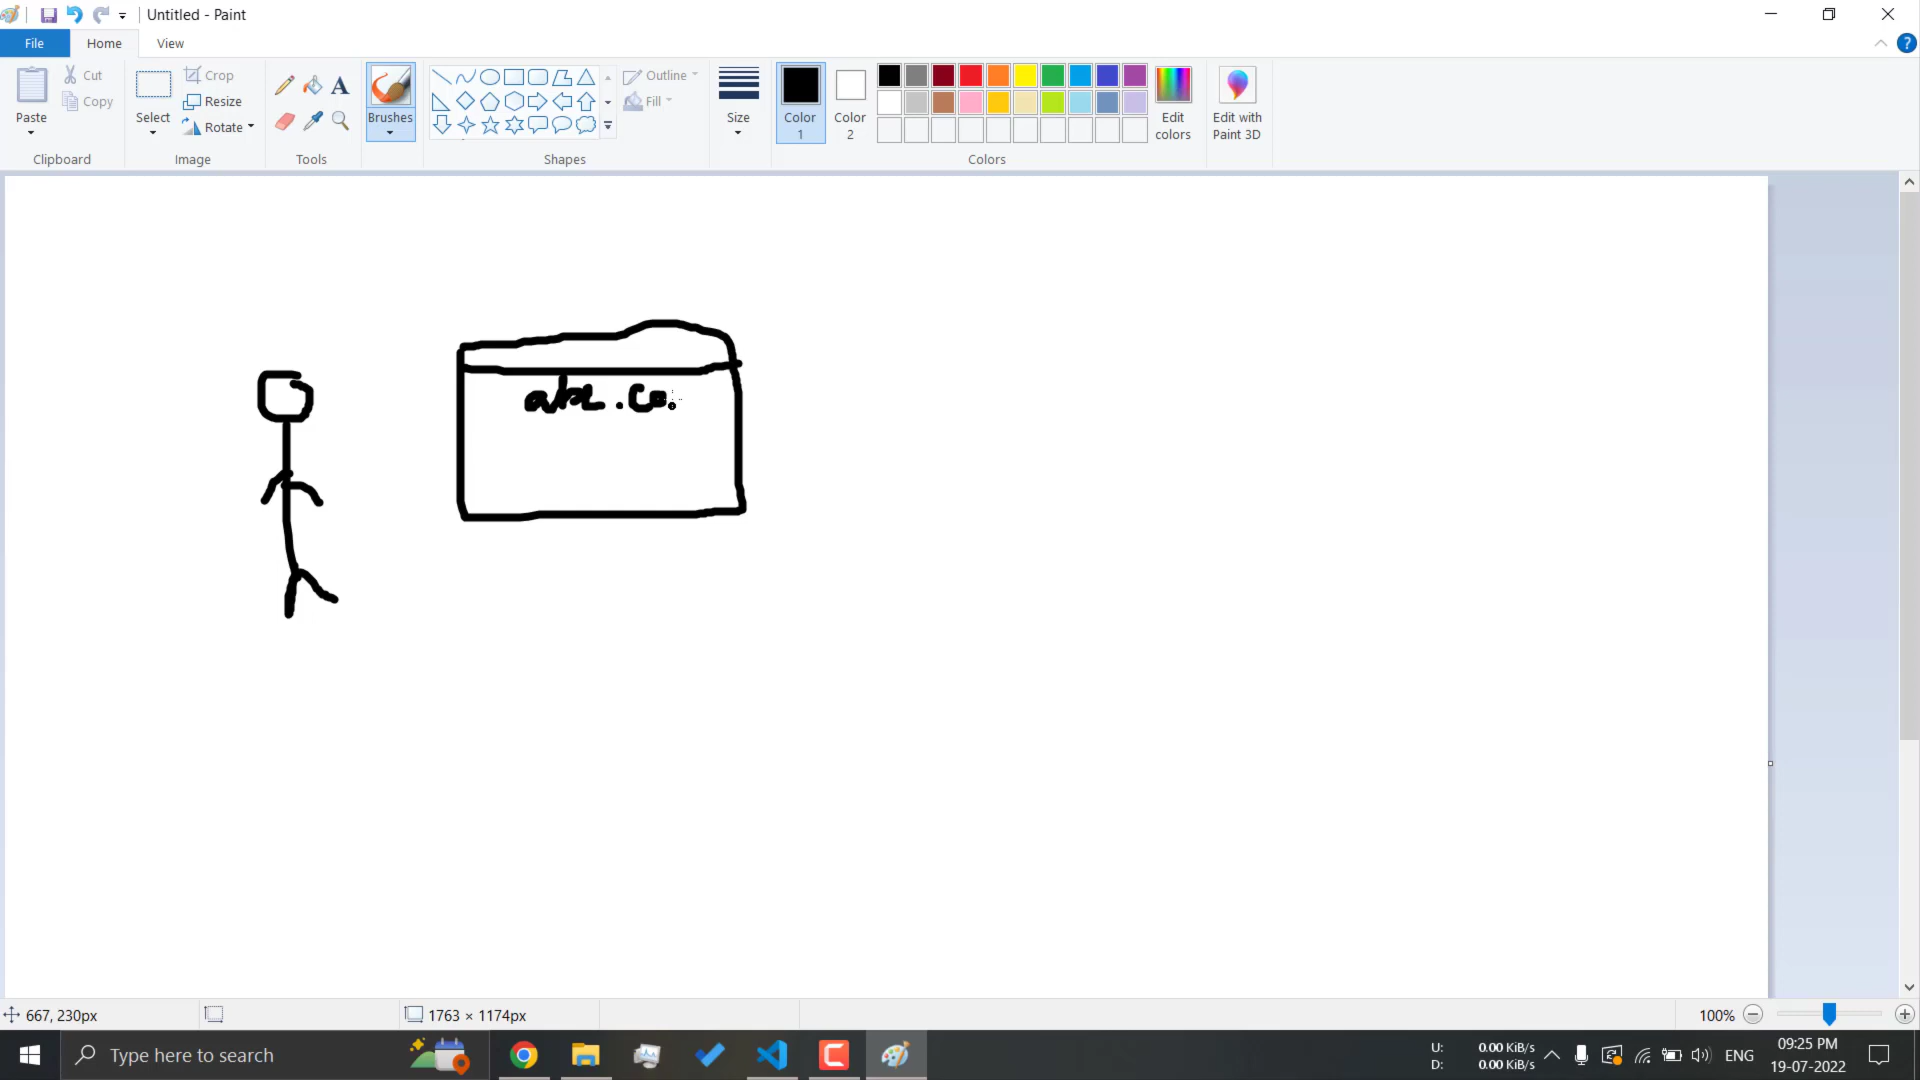 Untitled - Paint
File Home View
Paste
Cut
Copy
Clipboard
Select
Crop
Resize
Rotate
Image
Tools
Brushes
Outline
Fill
Shapes
Size
Color 1
Color 2
Colors
Edit colors
Edit with Paint 3D
abc.co
667, 230px
1763 × 1174px
100%
Type here to search
U: 0.00 KiB/s
D: 0.00 KiB/s
ENG
09:25 PM
19-07-2022